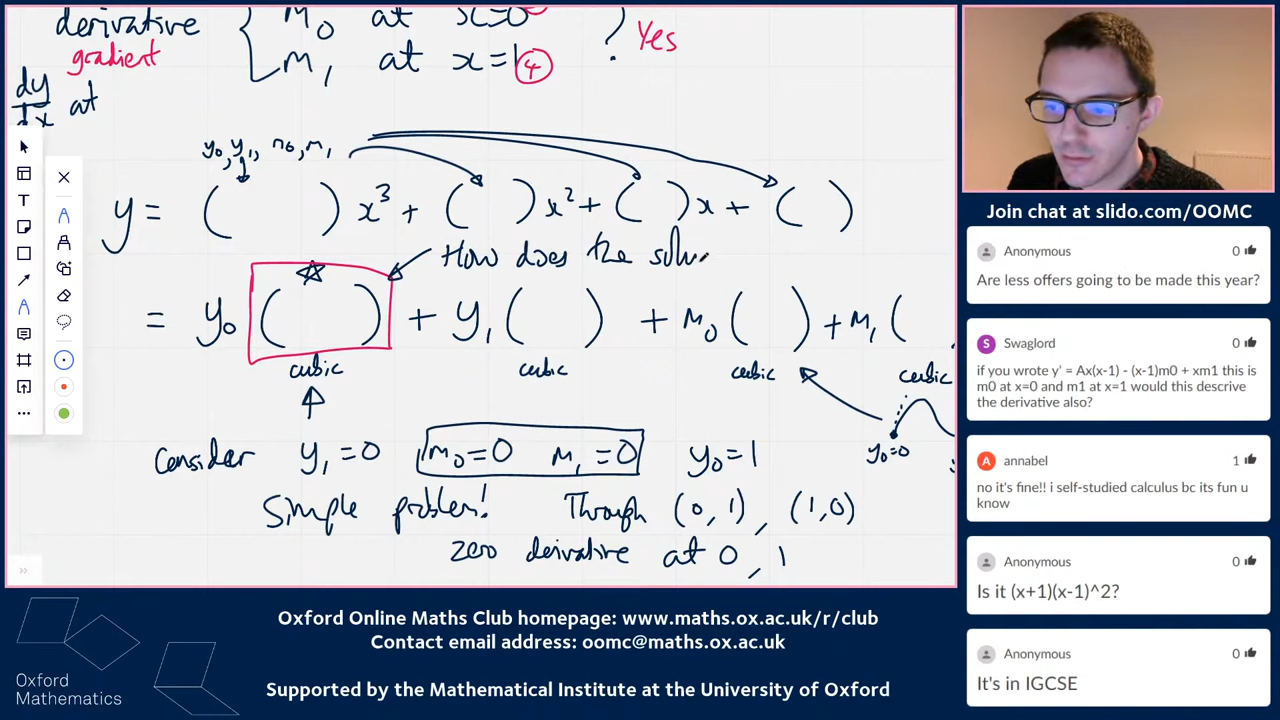 derivative { m0 at x=0
gradient m1 at x=1 ④ ? Yes
dy/dx at
y0, y1, m0, m1
y = ( ) x³ + ( ) x² + ( ) x + ( )
How does the solu
= y0 ( ) + y1 ( ) + m0 ( ) + m1 (
cubic cubic cubic cubic
y0=0
Consider y1=0 m0=0 m1=0 y0=1
Simple problem! Through (0, 1), (1, 0)
zero derivative at 0, 1
Join chat at slido.com/OOMC
Anonymous 0
Are less offers going to be made this year?
S Swaglord 0
if you wrote y' = Ax(x-1) - (x-1)m0 + xm1 this is
m0 at x=0 and m1 at x=1 would this descrive
the derivative also?
A annabel 1
no it's fine!! i self-studied calculus bc its fun u
know
Anonymous 0
Is it (x+1)(x-1)^2?
Anonymous 0
It's in IGCSE
Oxford
Mathematics
Oxford Online Maths Club homepage: www.maths.ox.ac.uk/r/club
Contact email address: oomc@maths.ox.ac.uk
Supported by the Mathematical Institute at the University of Oxford